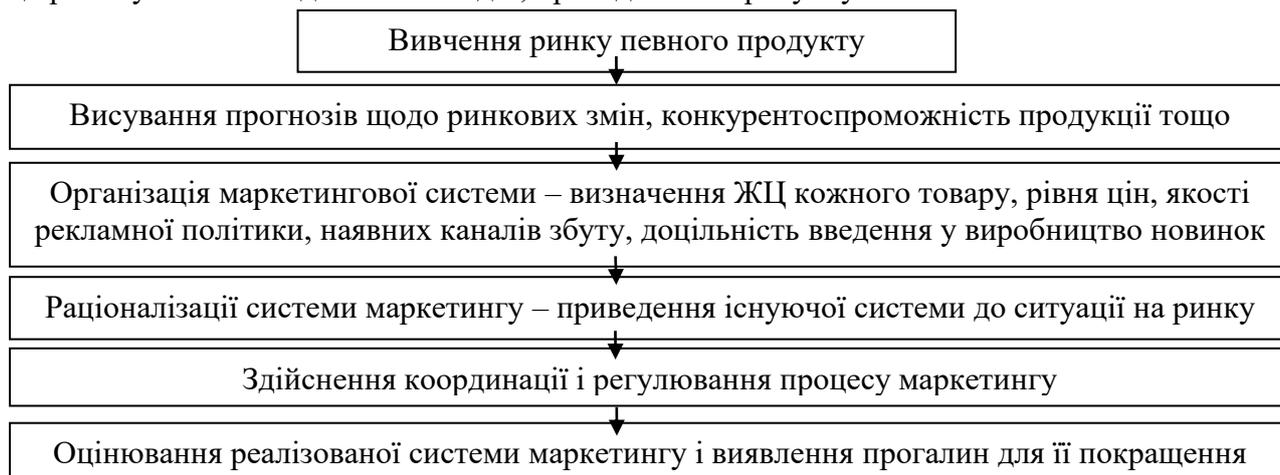 Вивчення ринку певного продукту
Висування прогнозів щодо ринкових змін, конкурентоспроможність продукції тощо
Організація маркетингової системи – визначення ЖЦ кожного товару, рівня цін, якості
рекламної політики, наявних каналів збуту, доцільність введення у виробництво новинок
Раціоналізації системи маркетингу – приведення існуючої системи до ситуації на ринку
Здійснення координації і регулювання процесу маркетингу
Оцінювання реалізованої системи маркетингу і виявлення прогалин для її покращення